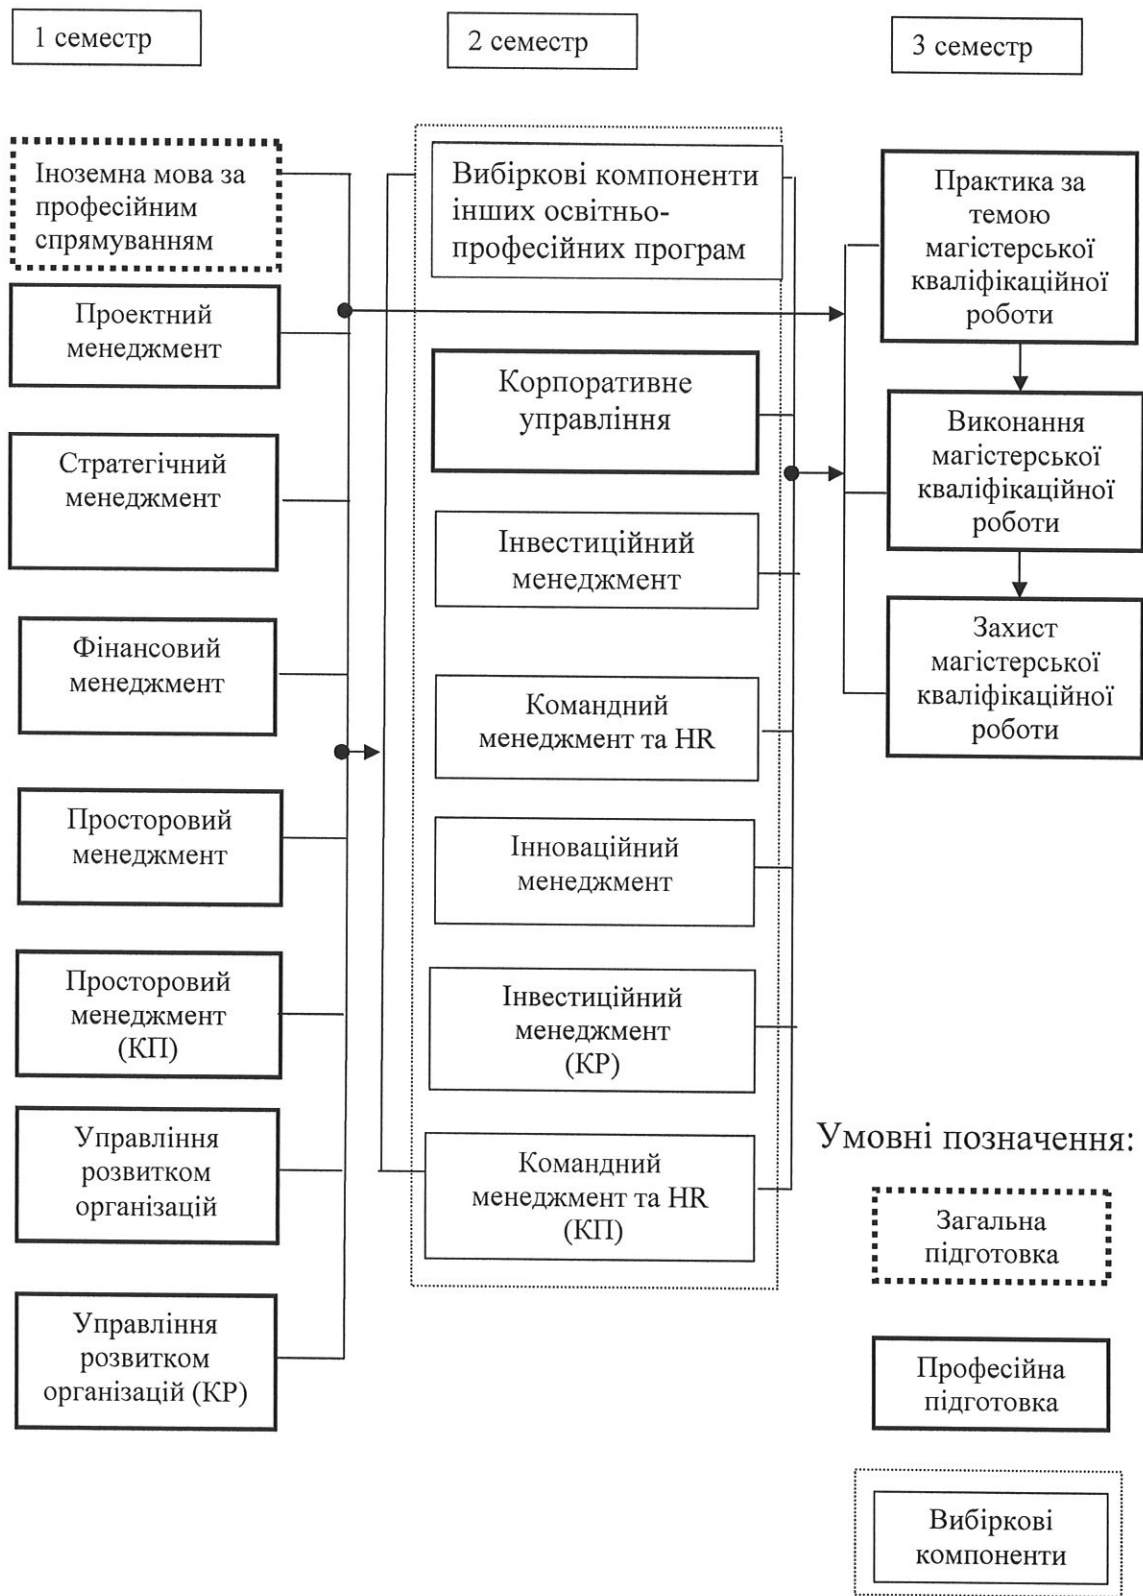 1 семестр
2 семестр
3 семестр
Іноземна мова за
професійним
спрямуванням
Проектний
менеджмент
Стратегічний
менеджмент
Фінансовий
менеджмент
Просторовий
менеджмент
Просторовий
менеджмент
(КП)
Управління
розвитком
організацій
Управління
розвитком
організацій (КР)
Вибіркові компоненти
інших освітньо-
професійних програм
Корпоративне
управління
Інвестиційний
менеджмент
Командний
менеджмент та HR
Інноваційний
менеджмент
Інвестиційний
менеджмент
(КР)
Командний
менеджмент та HR
(КП)
Практика за
темою
магістерської
кваліфікаційної
роботи
Виконання
магістерської
кваліфікаційної
роботи
Захист
магістерської
кваліфікаційної
роботи
Умовні позначення:
Загальна
підготовка
Професійна
підготовка
Вибіркові
компоненти